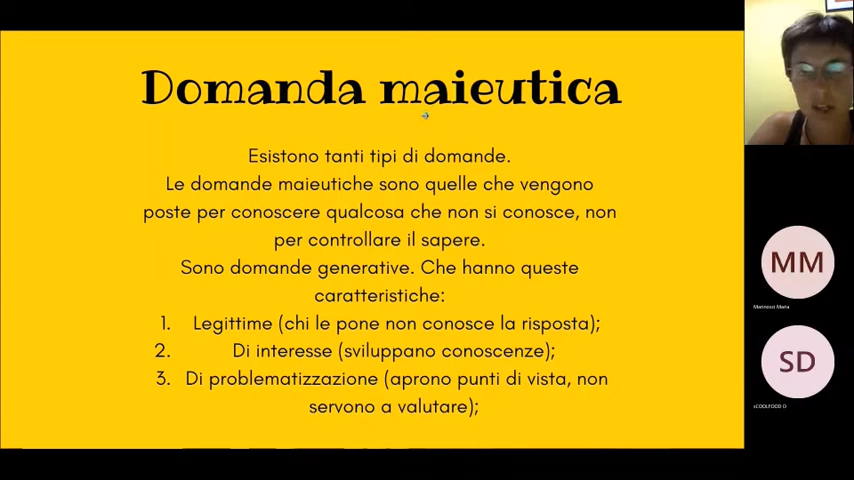 Domanda maieutica
Esistono tanti tipi di domande.
Le domande maieutiche sono quelle che vengono
poste per conoscere qualcosa che non si conosce, non
per controllare il sapere.
Sono domande generative. Che hanno queste
caratteristiche:
1. Legittime (chi le pone non conosce la risposta);
2. Di interesse (sviluppano conoscenze);
3. Di problematizzazione (aprono punti di vista, non
servono a valutare);
MM
Marinosci Maria
SD
sCOOLFOOD D